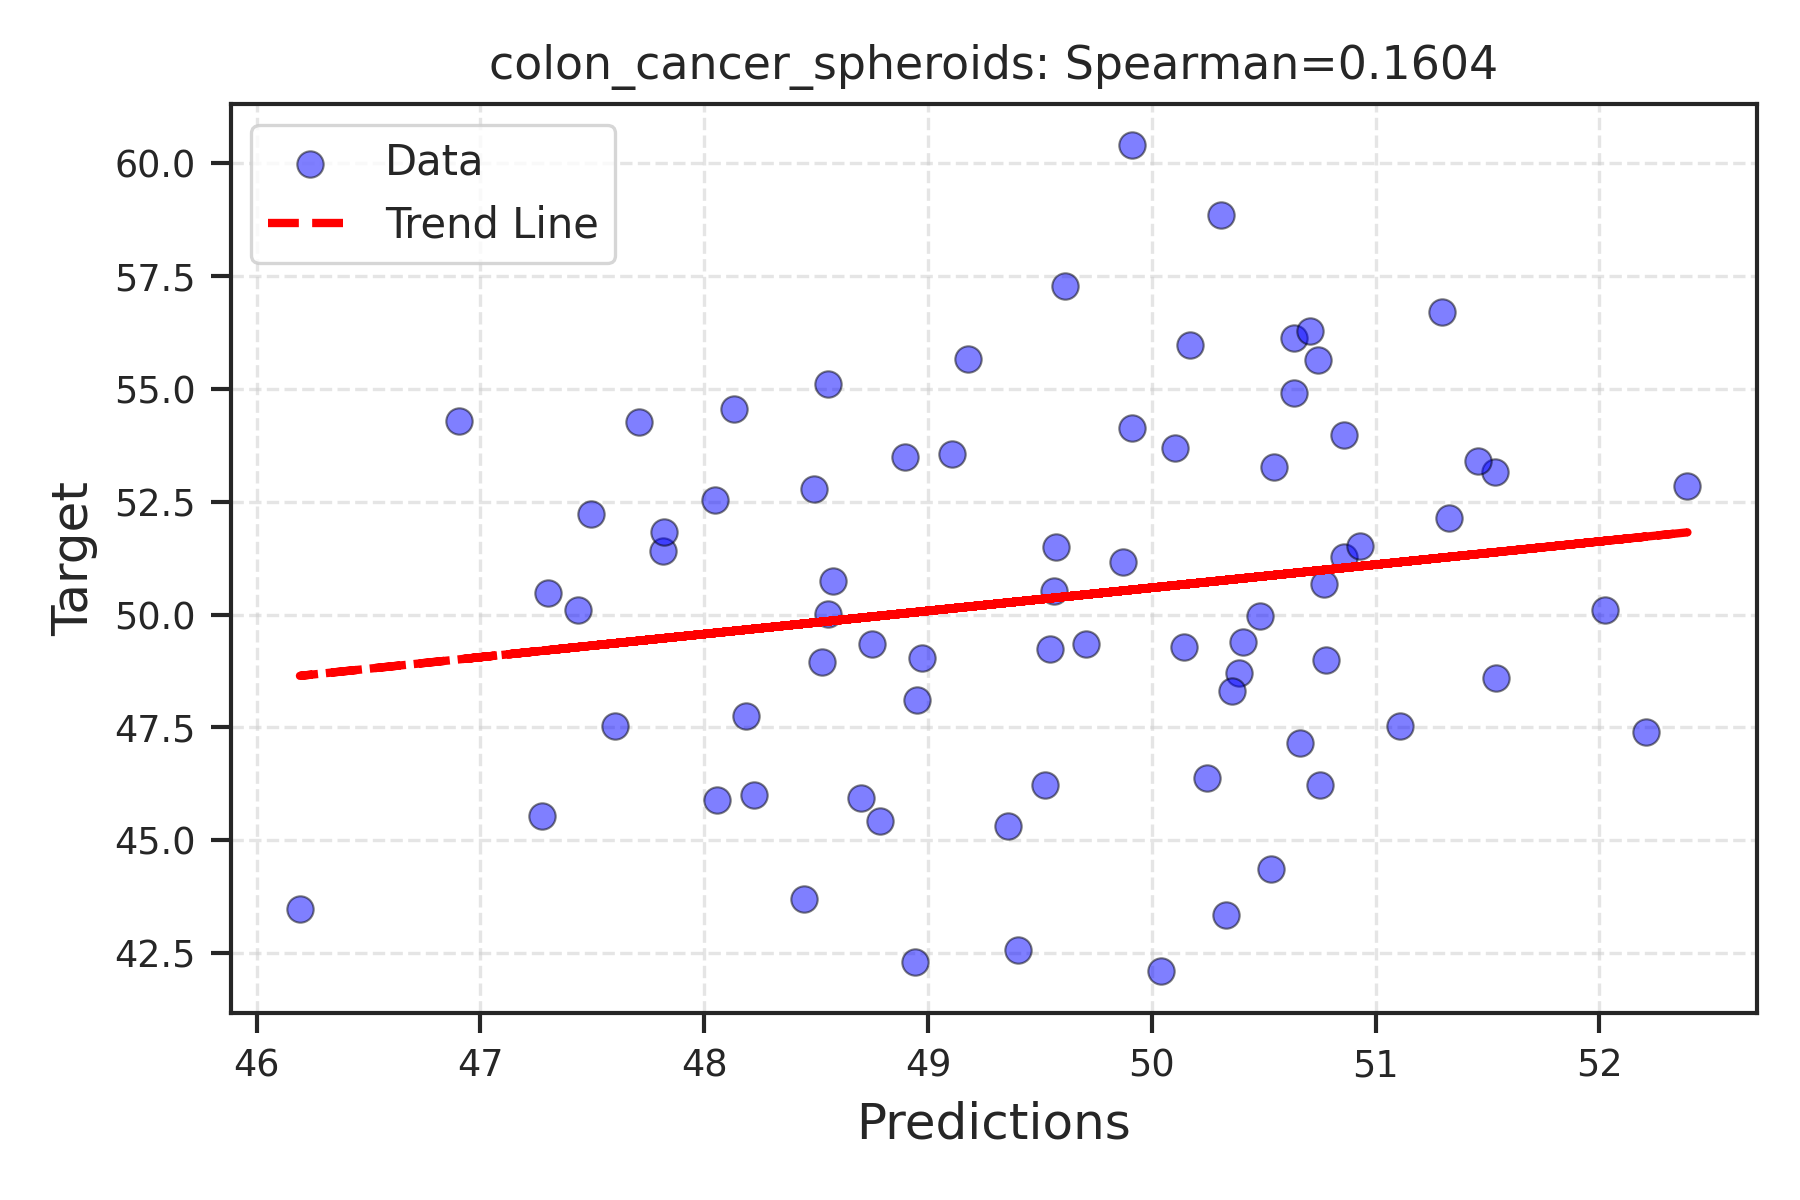 colon_cancer_spheroids: Spearman=0.1604
Data
Trend Line
60.0
57.5
55.0
52.5
50.0
47.5
45.0
42.5
Target
46 47 48 49 50 51 52
Predictions